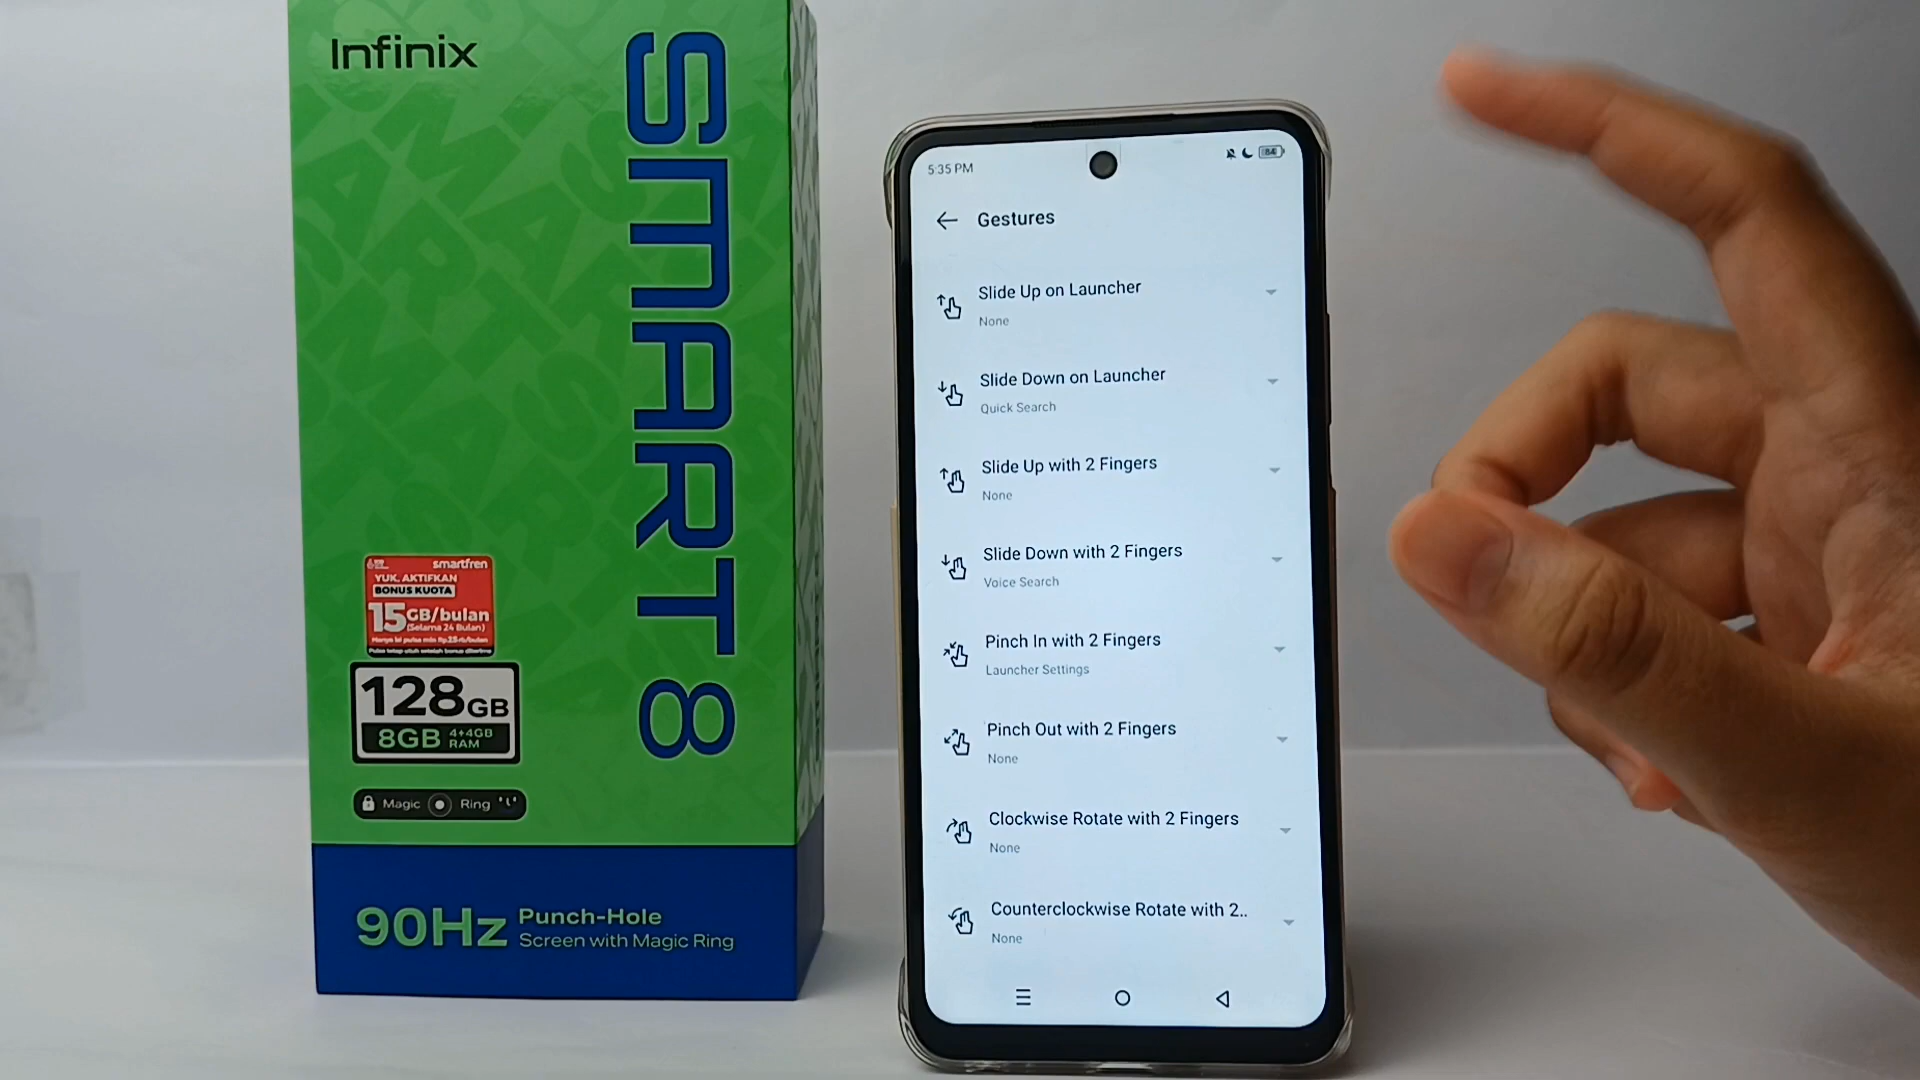 Infinix
SMART 8
smartfren
YUK, AKTIFKAN
BONUS KUOTA
15GB/bulan
(Selama 24 Bulan)
128GB
8GB 4+4GB RAM
Magic Ring
90Hz Punch-Hole
Screen with Magic Ring
5:35 PM
84
Gestures
Slide Up on Launcher
None
Slide Down on Launcher
Quick Search
Slide Up with 2 Fingers
None
Slide Down with 2 Fingers
Voice Search
Pinch In with 2 Fingers
Launcher Settings
Pinch Out with 2 Fingers
None
Clockwise Rotate with 2 Fingers
None
Counterclockwise Rotate with 2..
None